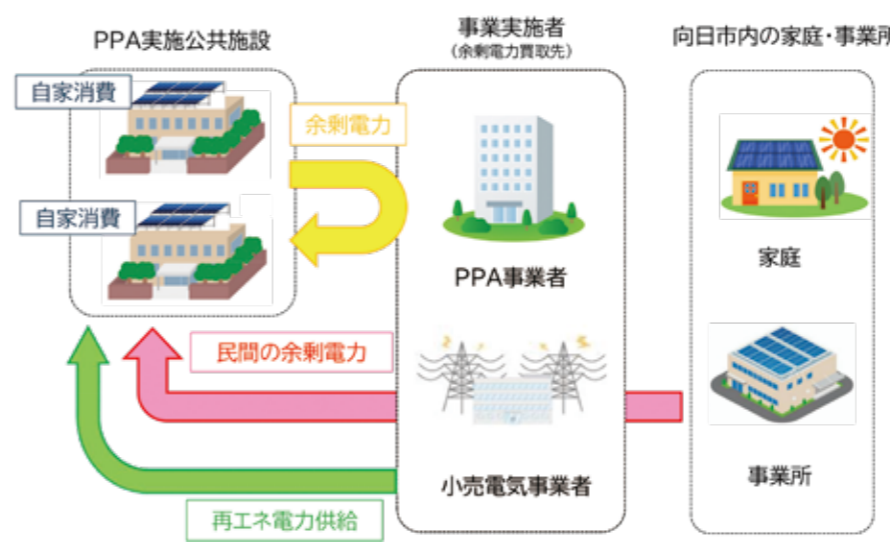 PPA実施公共施設
自家消費
自家消費
余剰電力
事業実施者
(余剰電力買取先)
PPA事業者
小売電気事業者
向日市内の家庭・事業所
家庭
事業所
民間の余剰電力
再エネ電力供給